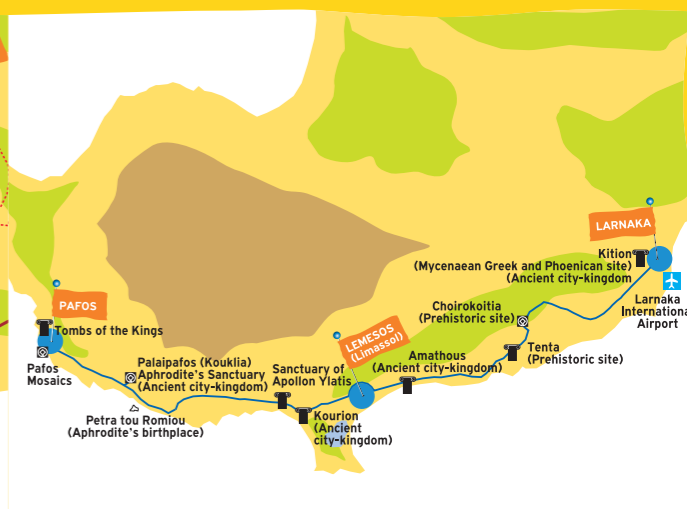 LARNAKA
Kition
(Mycenaean Greek and Phoenican site)
(Ancient city-kingdom
Larnaka
Internationa
Airport
Choirokoitia
(Prehistoric site)
Tenta
(Prehistoric site)
PAFOS
Tombs of the Kings
Pafos
Mosaics
Palaipafos (Kouklia)
Aphrodite's Sanctuary
(Ancient city-kingdom)
Petra tou Romiou
(Aphrodite's birthplace)
Sanctuary of
Apollon Ylatis
LEMESOS
(Limassol)
Amathous
(Ancient city-kingdom)
Kourion
(Ancient
city-kingdom)